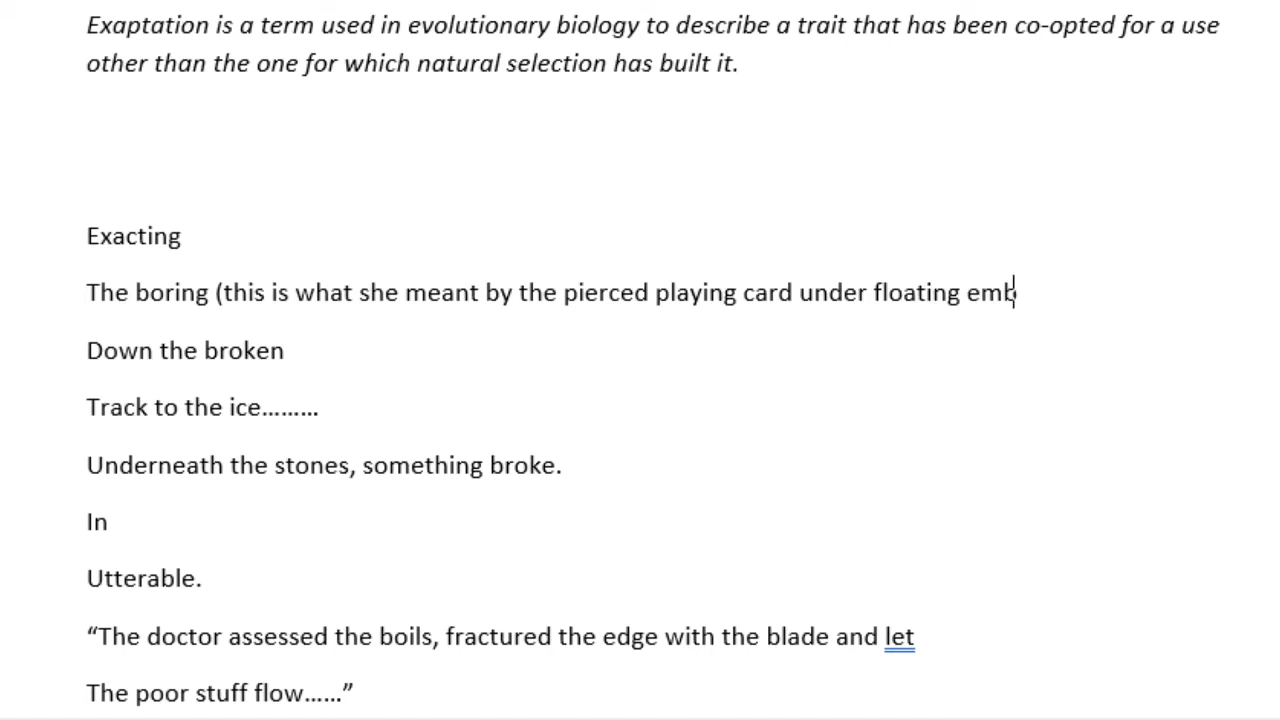 Exaptation is a term used in evolutionary biology to describe a trait that has been co-opted for a use
other than the one for which natural selection has built it.
Exacting
The boring (this is what she meant by the pierced playing card under floating emb
Down the broken
Track to the ice………
Underneath the stones, something broke.
In
Utterable.
“The doctor assessed the boils, fractured the edge with the blade and let
The poor stuff flow……”